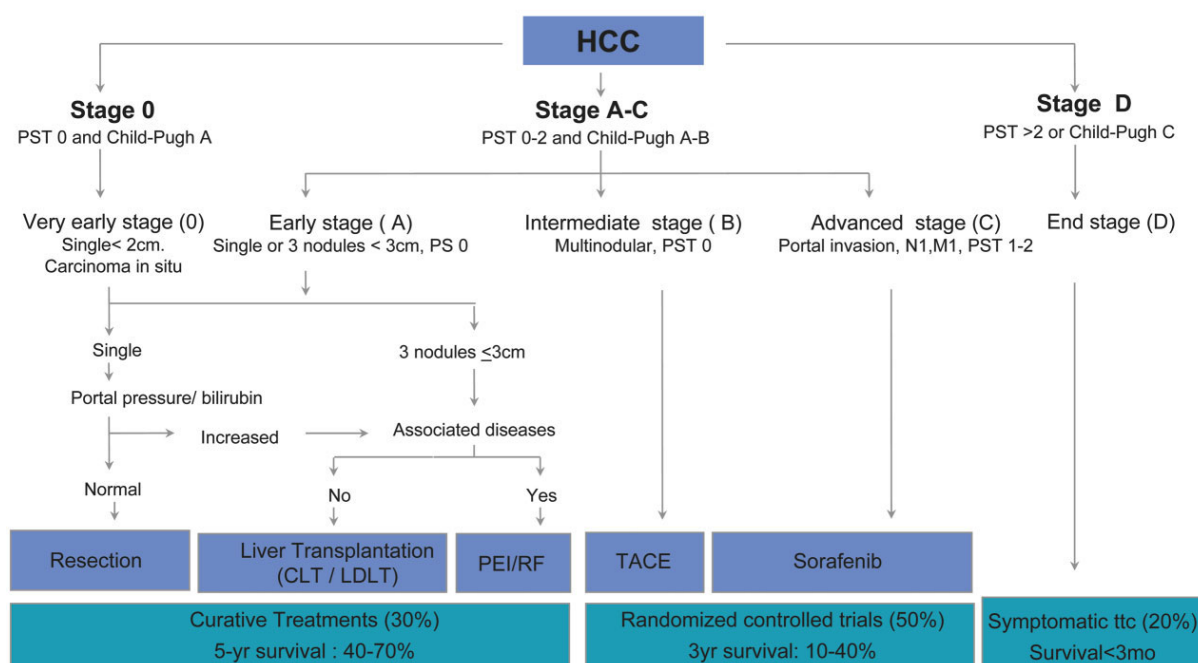 HCC
Stage 0
PST 0 and Child-Pugh A
Stage A-C
PST 0-2 and Child-Pugh A-B
Stage D
PST >2 or Child-Pugh C
Very early stage (0)
Single< 2cm.
Carcinoma in situ
Early stage ( A)
Single or 3 nodules < 3cm, PS 0
Intermediate stage ( B)
Multinodular, PST 0
Advanced stage (C)
Portal invasion, N1,M1, PST 1-2
End stage (D)
Single
3 nodules ≤3cm
Portal pressure/ bilirubin
Increased
Associated diseases
Normal
No
Yes
Resection
Liver Transplantation
(CLT / LDLT)
PEI/RF
TACE
Sorafenib
Curative Treatments (30%)
5-yr survival : 40-70%
Randomized controlled trials (50%)
3yr survival: 10-40%
Symptomatic ttc (20%)
Survival<3mo